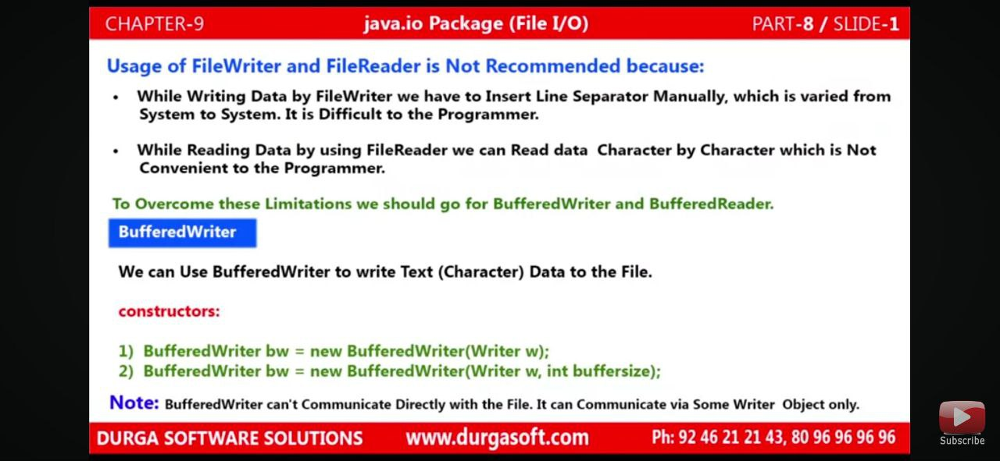 CHAPTER-9 java.io Package (File I/O) PART-8 / SLIDE-1
Usage of FileWriter and FileReader is Not Recommended because:
• While Writing Data by FileWriter we have to Insert Line Separator Manually, which is varied from
System to System. It is Difficult to the Programmer.
• While Reading Data by using FileReader we can Read data Character by Character which is Not
Convenient to the Programmer.
To Overcome these Limitations we should go for BufferedWriter and BufferedReader.
BufferedWriter
We can Use BufferedWriter to write Text (Character) Data to the File.
constructors:
1) BufferedWriter bw = new BufferedWriter(Writer w);
2) BufferedWriter bw = new BufferedWriter(Writer w, int buffersize);
Note: BufferedWriter can't Communicate Directly with the File. It can Communicate via Some Writer Object only.
DURGA SOFTWARE SOLUTIONS www.durgasoft.com Ph: 92 46 21 21 43, 80 96 96 96 96
Subscribe